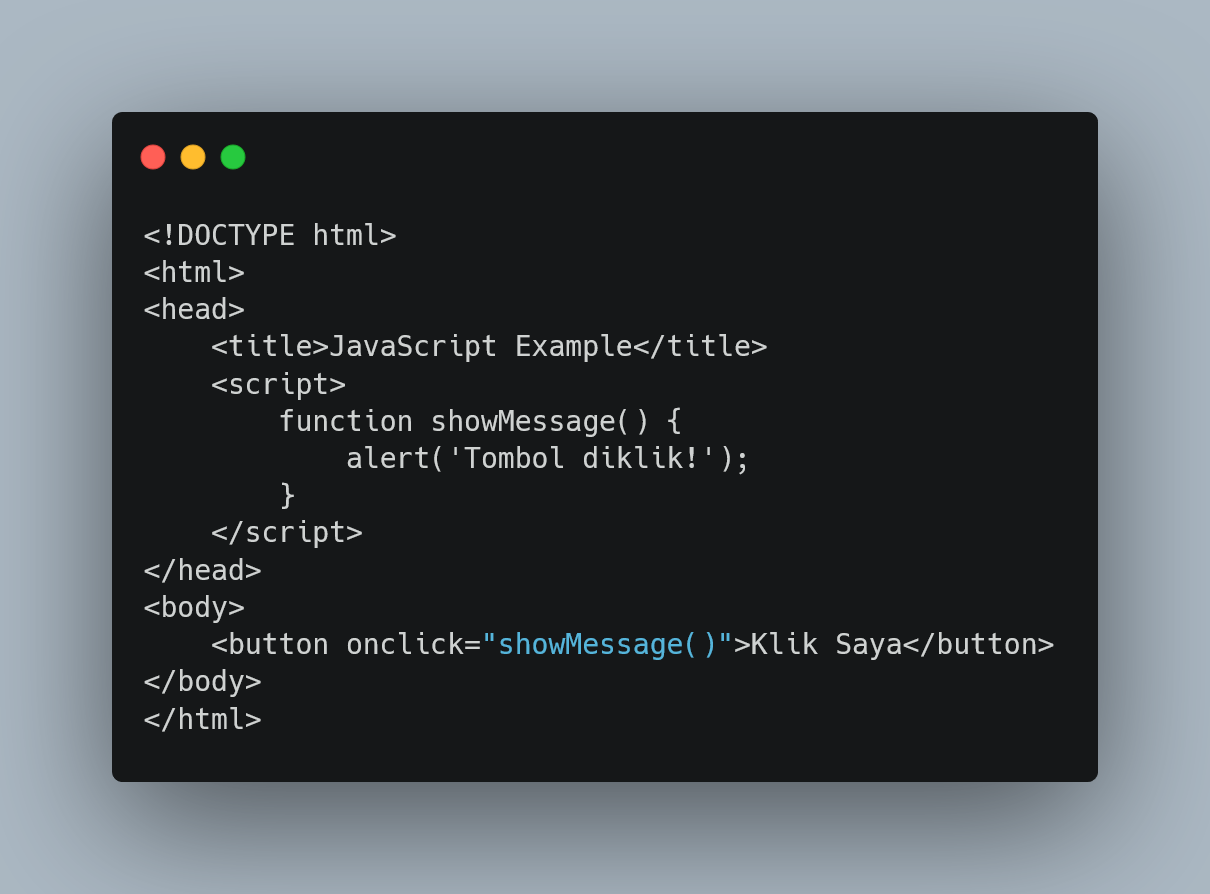 <!DOCTYPE html>
<html>
<head>
    <title>JavaScript Example</title>
    <script>
        function showMessage() {
            alert('Tombol diklik!');
        }
    </script>
</head>
<body>
    <button onclick="showMessage()">Klik Saya</button>
</body>
</html>